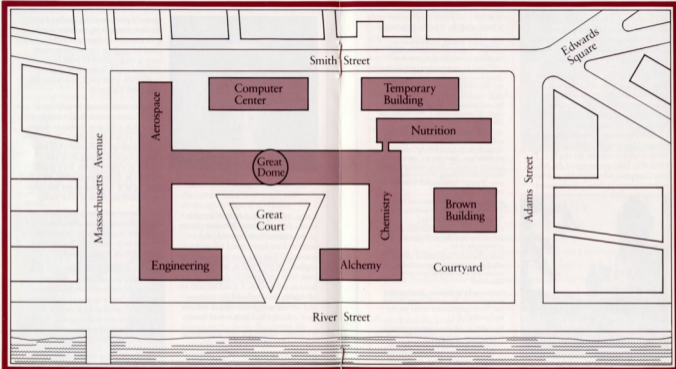 Edwards
Square
Smith Street
Computer
Center
Temporary
Building
Aerospace
Nutrition
Massachusetts Avenue
Great
Dome
Adams Street
Chemistry
Brown
Building
Great
Court
Engineering
Alchemy
Courtyard
River Street